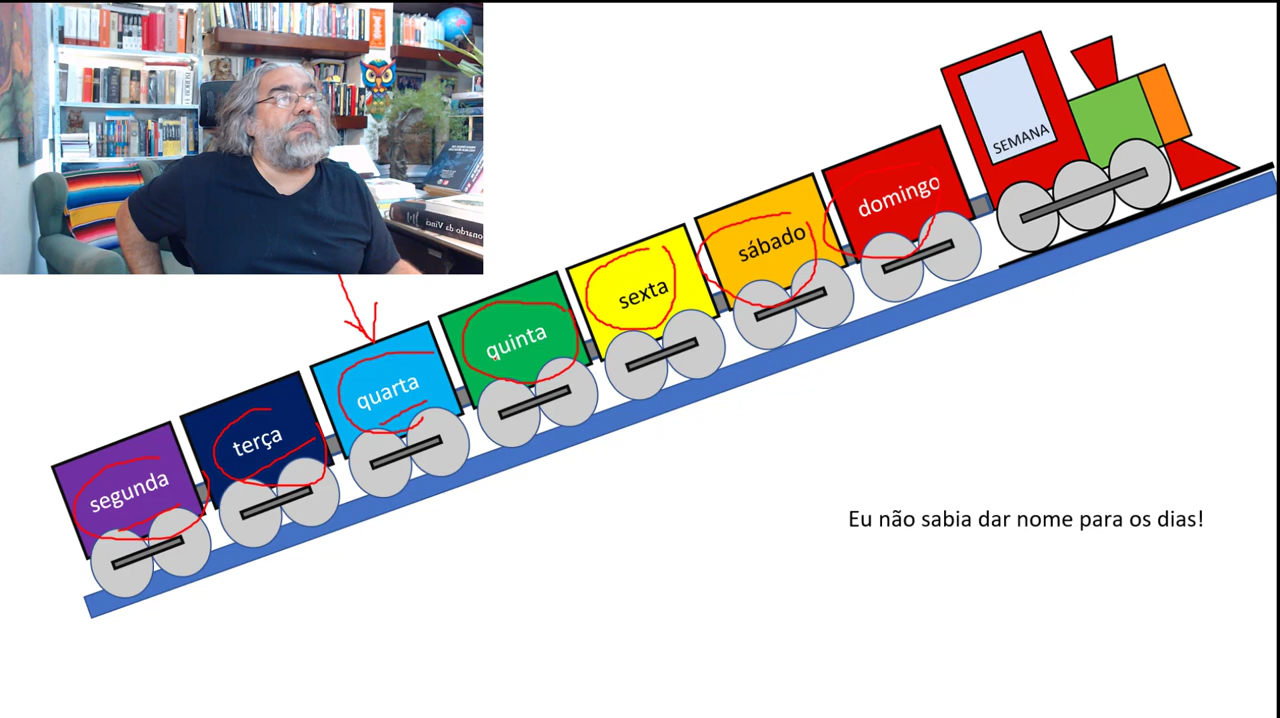 SEMANA
domingo
sábado
sexta
quinta
quarta
terça
segunda
Eu não sabia dar nome para os dias!